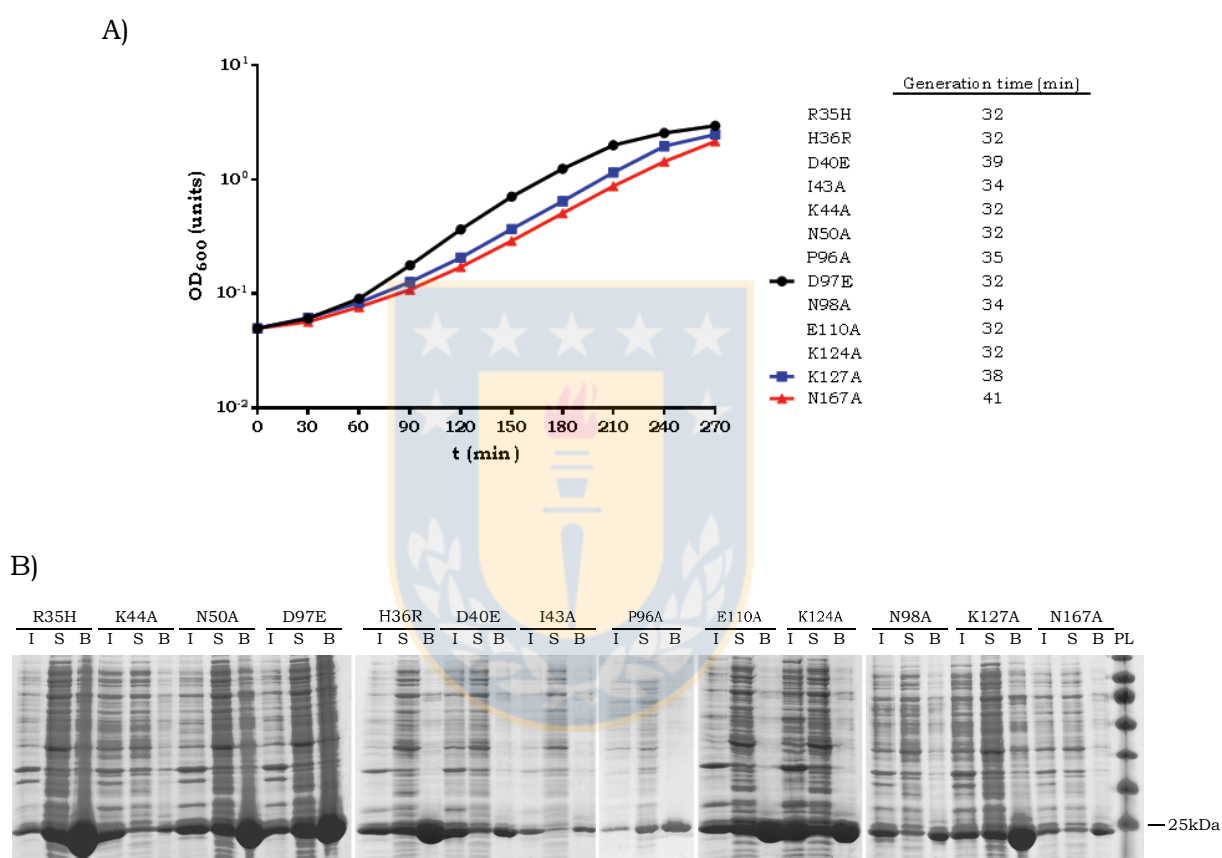 A)
10¹
10⁰
10⁻¹
10⁻²
OD₆₀₀ (units)
0 30 60 90 120 150 180 210 240 270
t (min)
Generation time (min)
R35H 32
H36R 32
D40E 39
I43A 34
K44A 32
N50A 32
P96A 35
D97E 32
N98A 34
E110A 32
K124A 32
K127A 38
N167A 41
B)
R35H K44A N50A D97E H36R D40E I43A P96A E110A K124A N98A K127A N167A
I S B I S B I S B I S B I S B I S B I S B I S B I S B I S B I S B I S B PL
25kDa